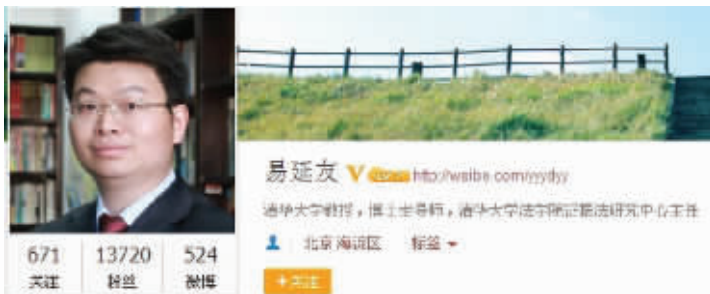 易延友 V http://weibo.com/yydyy
清华大学教授,博士生导师,清华大学法学院证据法研究中心主任
北京 海淀区 标签
671 13720 524
关注 粉丝 微博
+关注